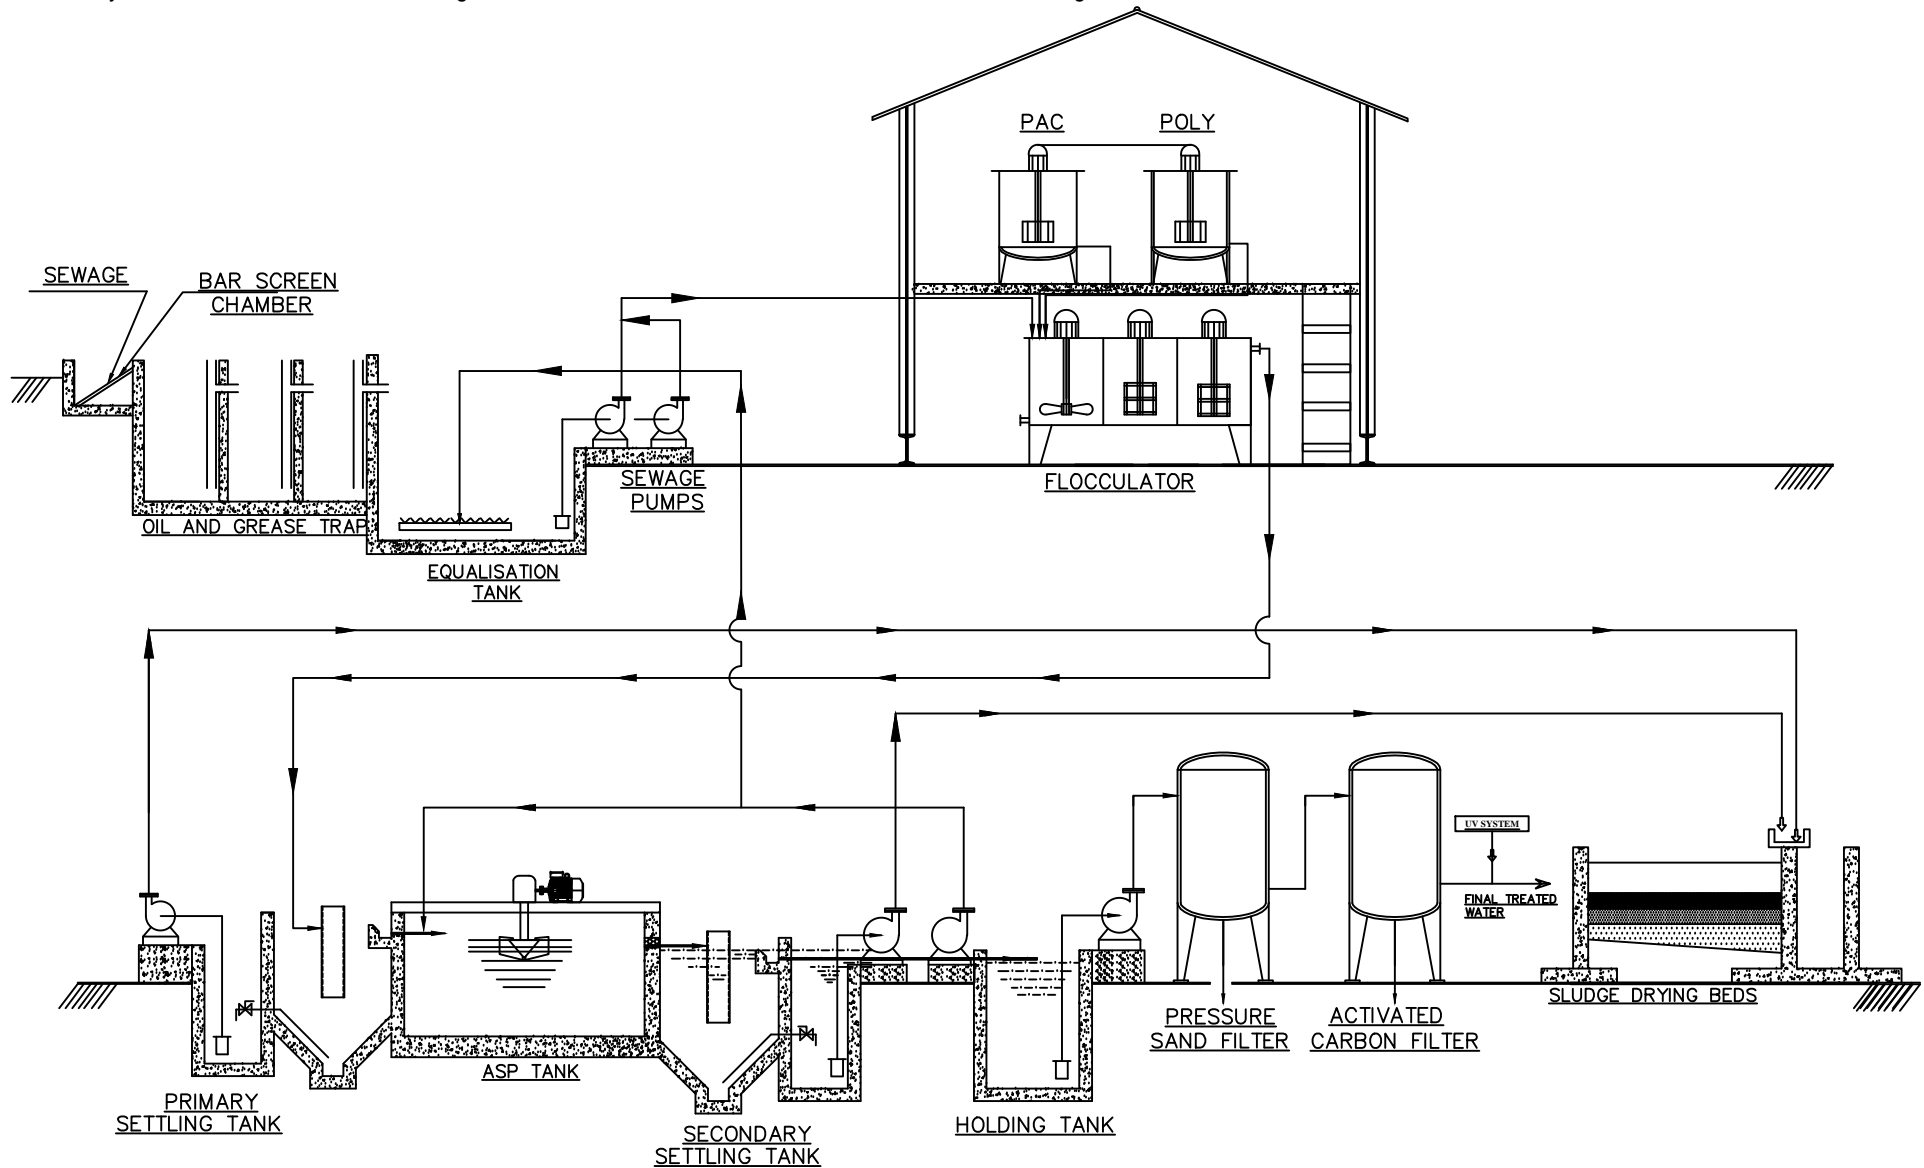 PAC
POLY
SEWAGE
BAR SCREEN
CHAMBER
SEWAGE
PUMPS
FLOCCULATOR
OIL AND GREASE TRAP
EQUALISATION
TANK
UV SYSTEM
FINAL TREATED
WATER
SLUDGE DRYING BEDS
PRESSURE
SAND FILTER
ACTIVATED
CARBON FILTER
ASP TANK
PRIMARY
SETTLING TANK
SECONDARY
SETTLING TANK
HOLDING TANK